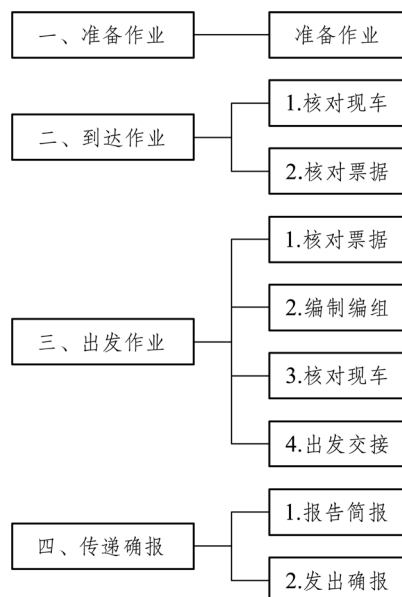 一、准备作业
准备作业
二、到达作业
1.核对现车
2.核对票据
三、出发作业
1.核对票据
2.编制编组
3.核对现车
4.出发交接
四、传递确报
1.报告简报
2.发出确报